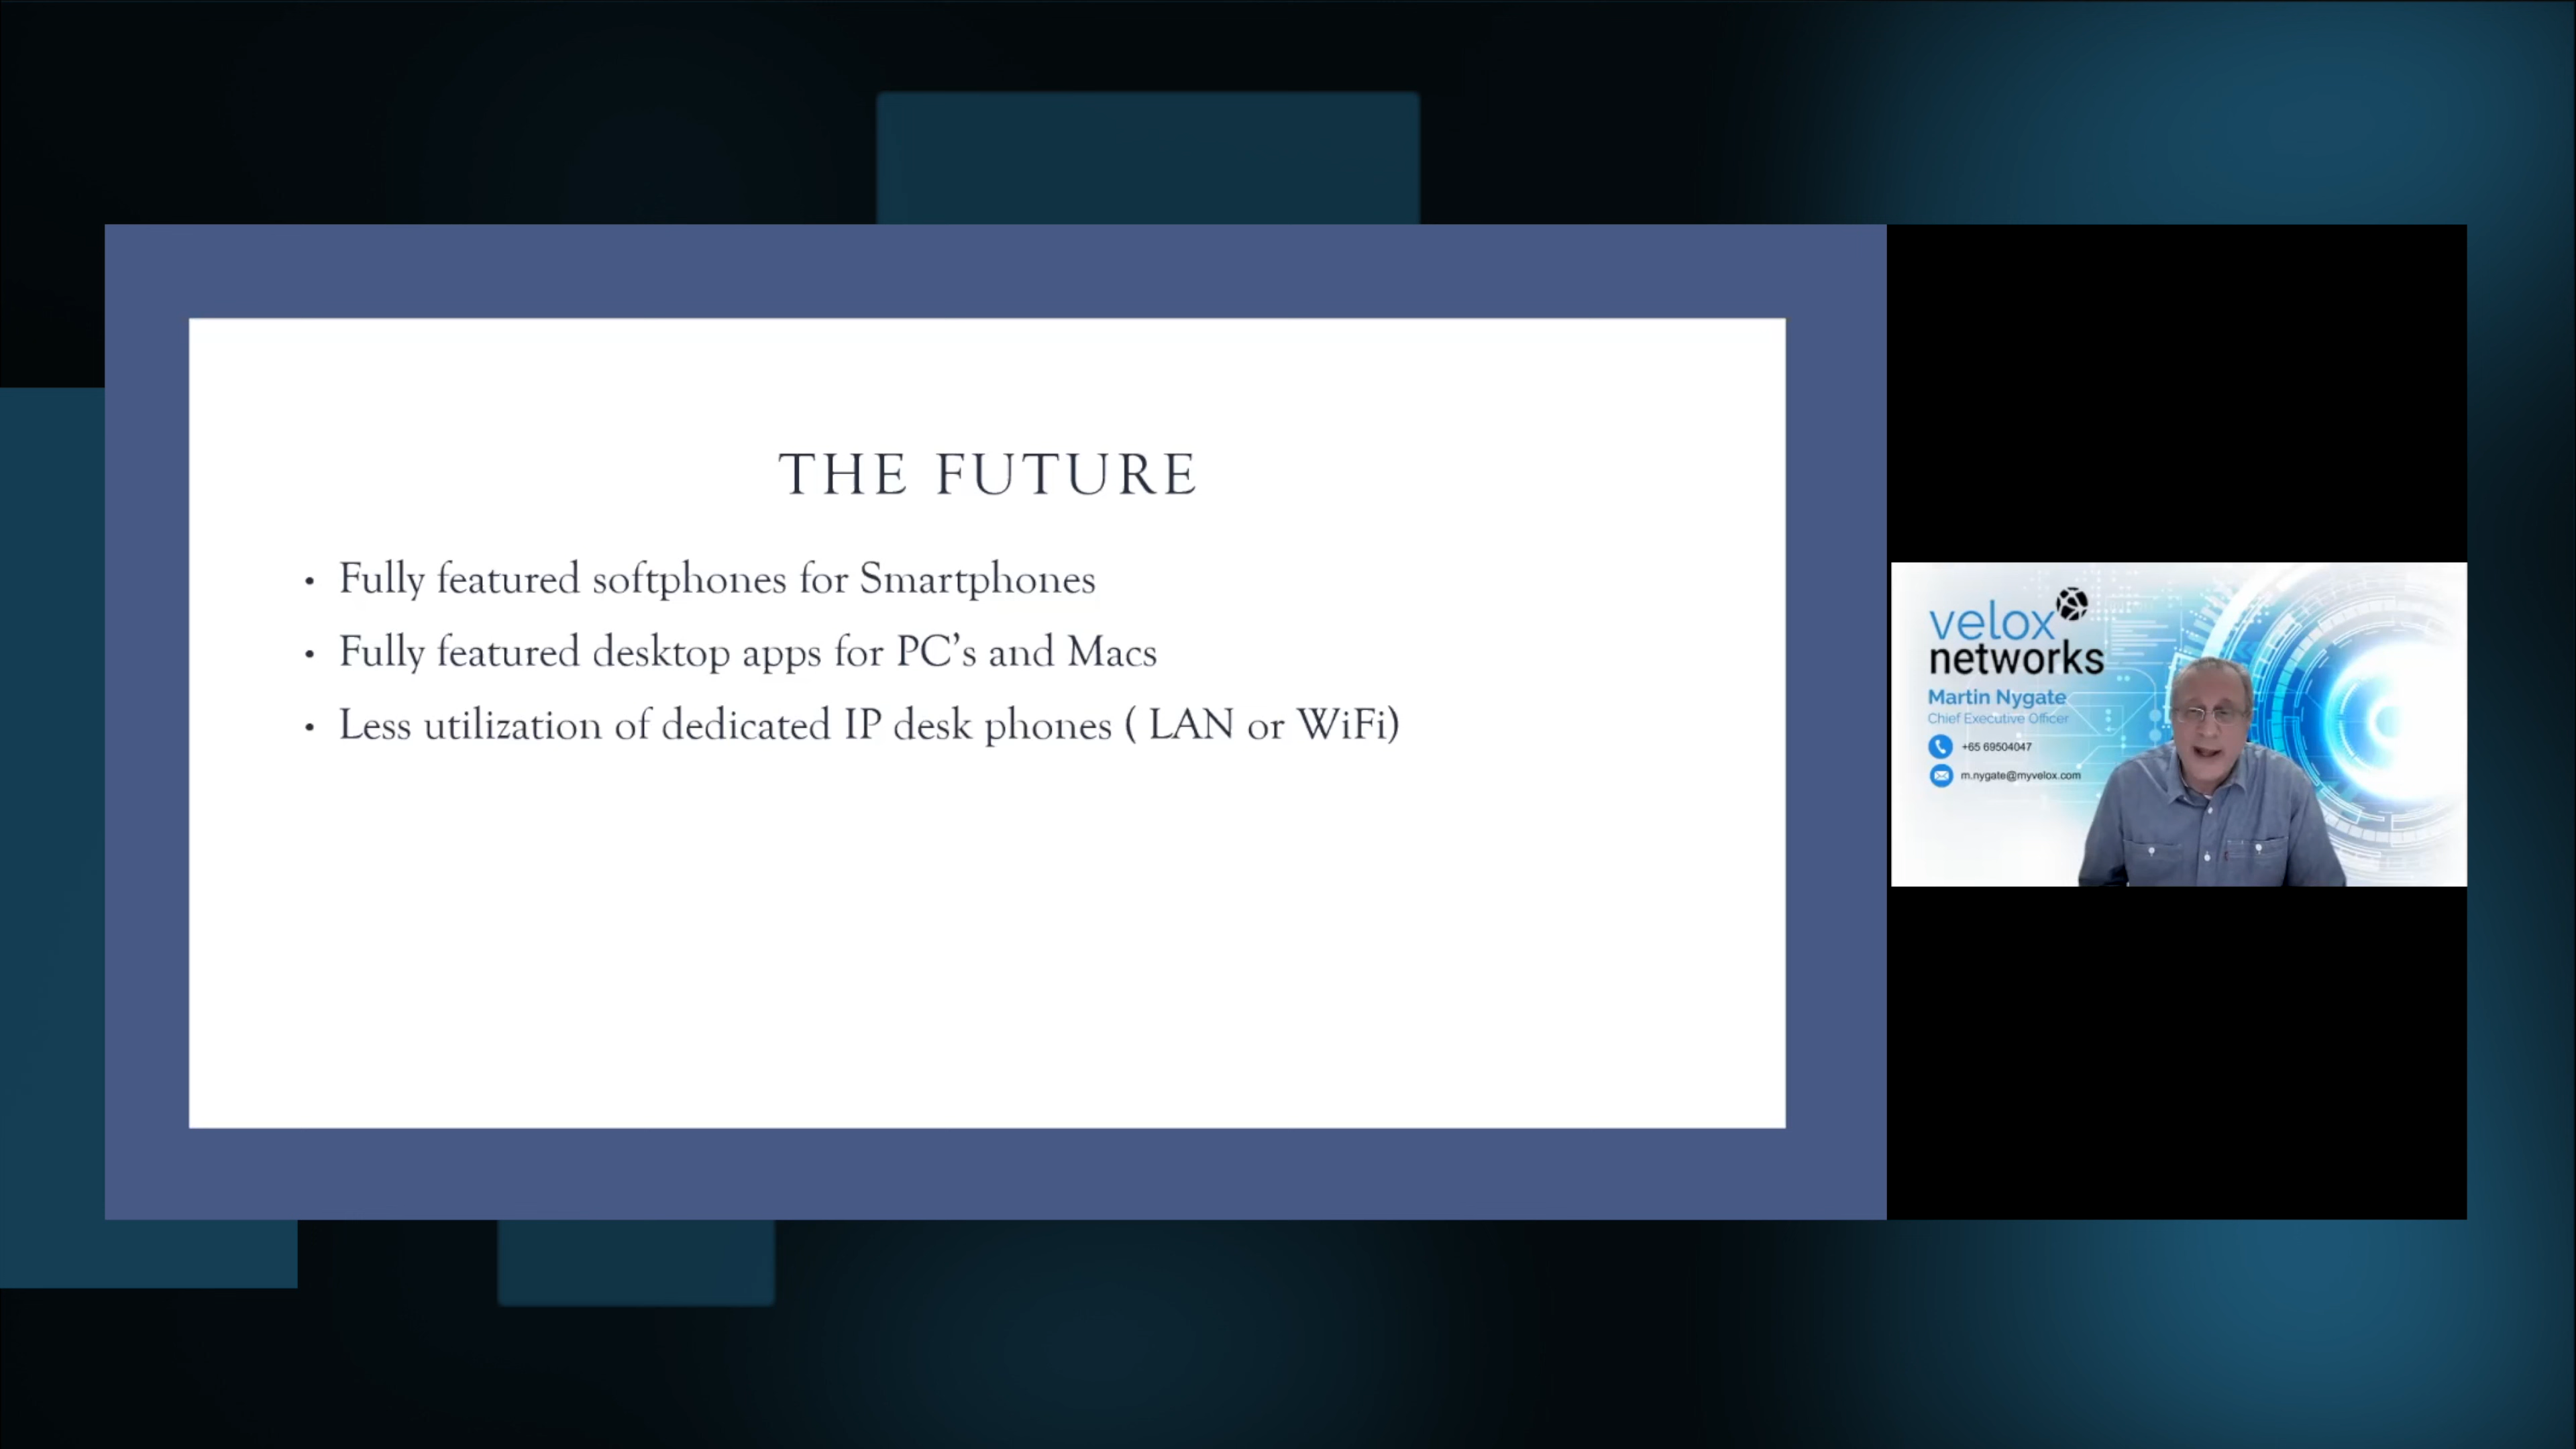 THE FUTURE
• Fully featured softphones for Smartphones
• Fully featured desktop apps for PC's and Macs
• Less utilization of dedicated IP desk phones ( LAN or WiFi)
velox
networks
Martin Nygate
Chief Executive Officer
+65 69504047
m.nygate@myvelox.com